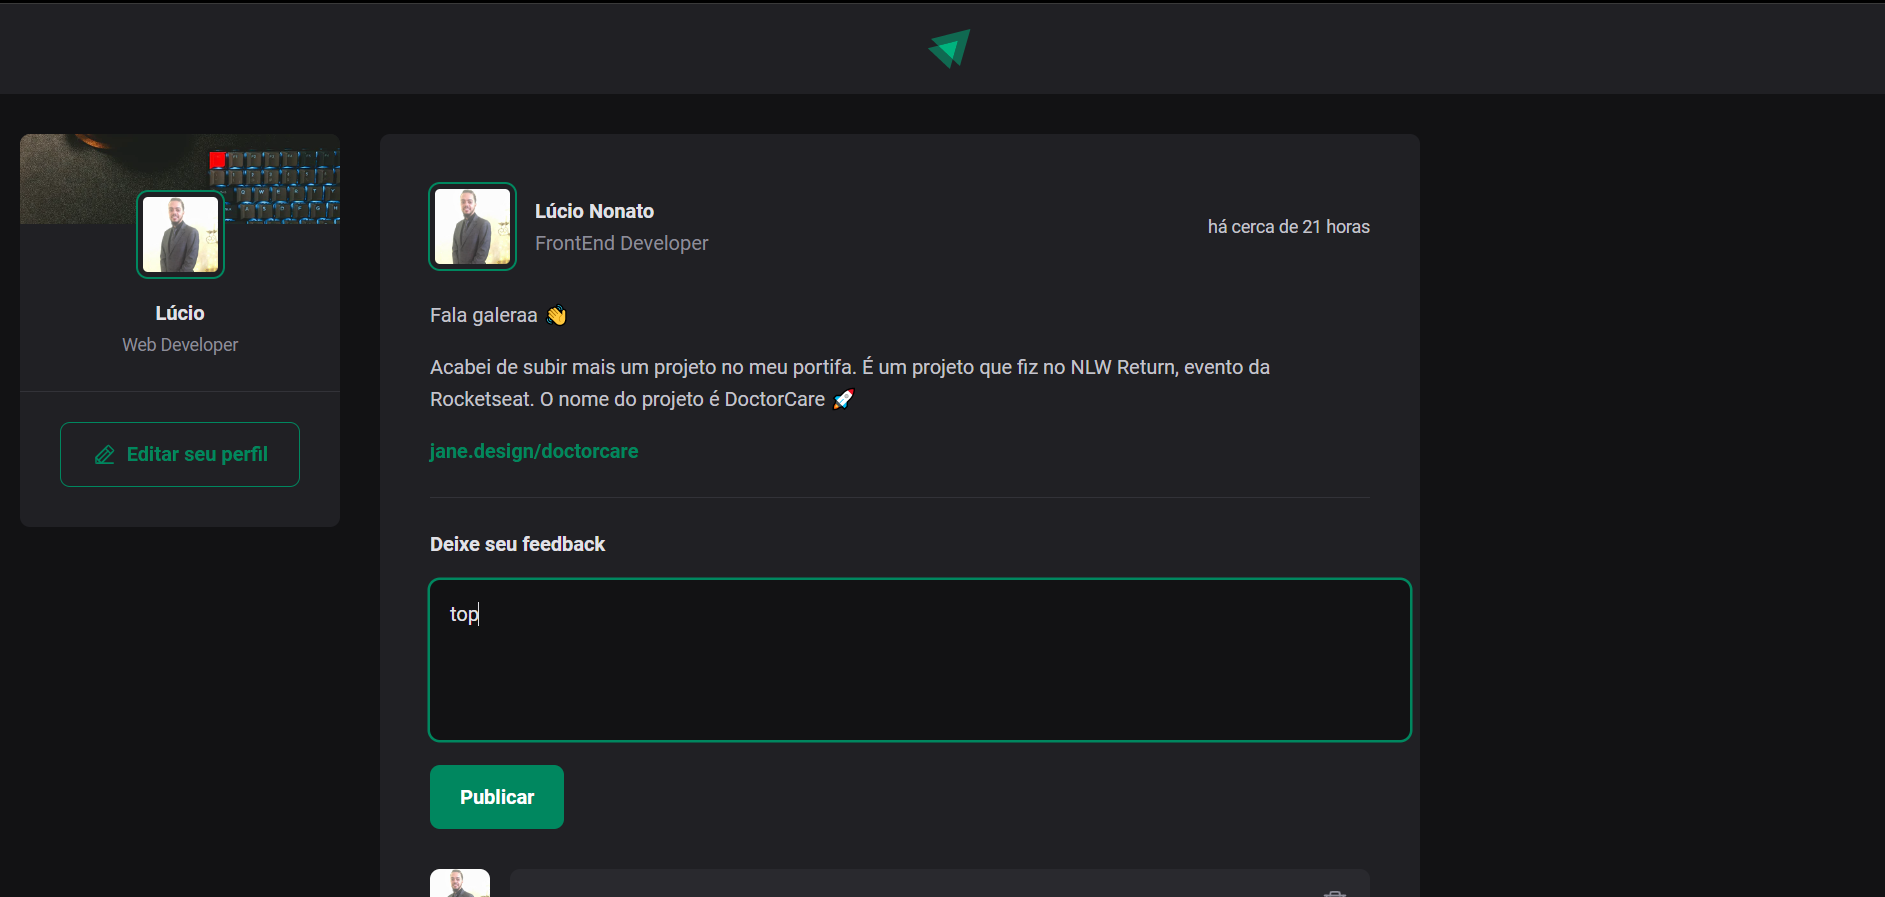 Lúcio
Web Developer
Editar seu perfil
Lúcio Nonato
FrontEnd Developer
há cerca de 21 horas
Fala galeraa 👋
Acabei de subir mais um projeto no meu portifa. É um projeto que fiz no NLW Return, evento da
Rocketseat. O nome do projeto é DoctorCare 🚀
jane.design/doctorcare
Deixe seu feedback
top
Publicar